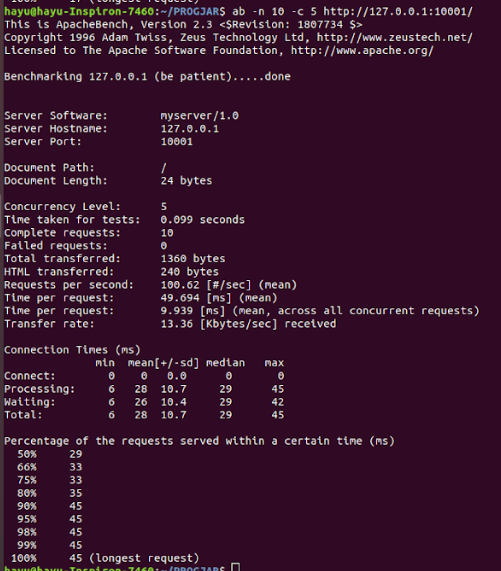 100%     17 (longest request)
hayu@hayu-Inspiron-7460:~/PROGJAR$ ab -n 10 -c 5 http://127.0.0.1:10001/
This is ApacheBench, Version 2.3 <$Revision: 1807734 $>
Copyright 1996 Adam Twiss, Zeus Technology Ltd, http://www.zeustech.net/
Licensed to The Apache Software Foundation, http://www.apache.org/

Benchmarking 127.0.0.1 (be patient).....done

Server Software:        myserver/1.0
Server Hostname:        127.0.0.1
Server Port:            10001

Document Path:          /
Document Length:        24 bytes

Concurrency Level:      5
Time taken for tests:   0.099 seconds
Complete requests:      10
Failed requests:        0
Total transferred:      1360 bytes
HTML transferred:       240 bytes
Requests per second:    100.62 [#/sec] (mean)
Time per request:       49.694 [ms] (mean)
Time per request:       9.939 [ms] (mean, across all concurrent requests)
Transfer rate:          13.36 [Kbytes/sec] received

Connection Times (ms)
              min  mean[+/-sd] median   max
Connect:        0    0   0.0      0       0
Processing:     6   28  10.7     29      45
Waiting:        6   26  10.4     29      42
Total:          6   28  10.7     29      45

Percentage of the requests served within a certain time (ms)
  50%     29
  66%     33
  75%     33
  80%     35
  90%     45
  95%     45
  98%     45
  99%     45
 100%     45 (longest request)
hayu@hayu-Inspiron-7460:~/PROGJAR$